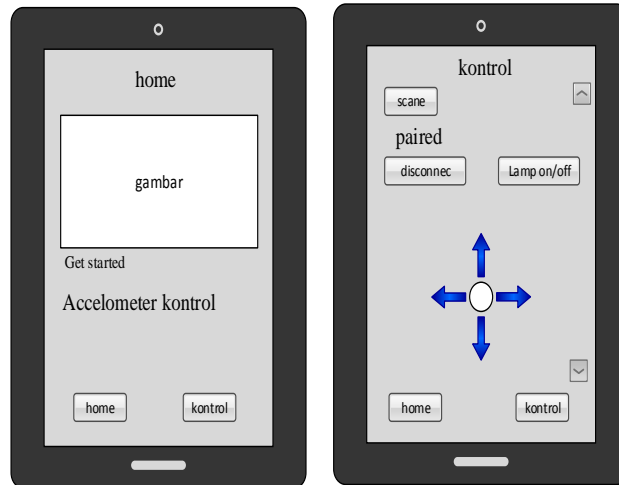 home
gambar
Get started
Accelometer kontrol
home kontrol
kontrol
scane
paired
disconnec Lamp on/off
home kontrol